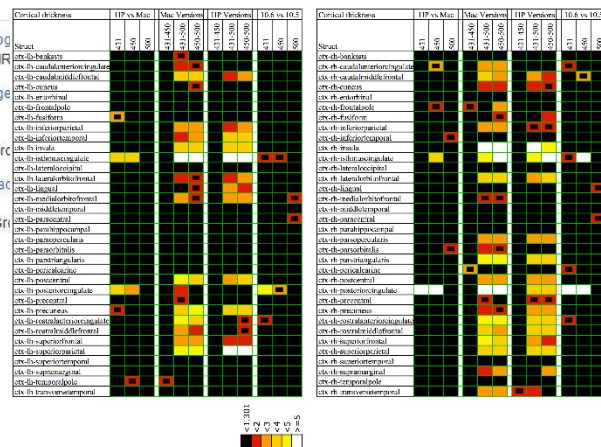 Cortical thickness HP vs Mac Mac Versions HP Versions 10.6 vs 10.5
Struct 411 450 500 431-450 431-500 450-500 431-450 431-500 450-500 411 450 500
ctx-lh-bankssts
ctx-lh-caudalanteriorcingulate
ctx-lh-caudalmiddlefrontal
ctx-lh-cuneus
ctx-lh-entorhinal
ctx-lh-frontalpole
ctx-lh-fusiform
ctx-lh-inferiorparietal
ctx-lh-inferiortemporal
ctx-lh-insula
ctx-lh-isthmuscingulate
ctx-lh-lateraloccipital
ctx-lh-lateralorbitofrontal
ctx-lh-lingual
ctx-lh-medialorbitofrontal
ctx-lh-middletemporal
ctx-lh-paracentral
ctx-lh-parahippocampal
ctx-lh-parsopercularis
ctx-lh-parsorbitalis
ctx-lh-parstriangularis
ctx-lh-pericalcarine
ctx-lh-postcentral
ctx-lh-posteriorcingulate
ctx-lh-precentral
ctx-lh-precuneus
ctx-lh-rostralanteriorcingulate
ctx-lh-rostralmiddlefrontal
ctx-lh-superiorfrontal
ctx-lh-superiorparietal
ctx-lh-superiortemporal
ctx-lh-supramarginal
ctx-lh-temporalpole
ctx-lh-transversetemporal
Cortical thickness HP vs Mac Mac Versions HP Versions 10.6 vs 10.5
Struct 411 450 500 431-450 431-500 450-500 431-450 431-500 450-500 411 450 500
ctx-rh-bankssts
ctx-rh-caudalanteriorcingulate
ctx-rh-caudalmiddlefrontal
ctx-rh-cuneus
ctx-rh-entorhinal
ctx-rh-frontalpole
ctx-rh-fusiform
ctx-rh-inferiorparietal
ctx-rh-inferiortemporal
ctx-rh-insula
ctx-rh-isthmuscingulate
ctx-rh-lateraloccipital
ctx-rh-lateralorbitofrontal
ctx-rh-lingual
ctx-rh-medialorbitofrontal
ctx-rh-middletemporal
ctx-rh-paracentral
ctx-rh-parahippocampal
ctx-rh-parsopercularis
ctx-rh-parsorbitalis
ctx-rh-parstriangularis
ctx-rh-pericalcarine
ctx-rh-postcentral
ctx-rh-posteriorcingulate
ctx-rh-precentral
ctx-rh-precuneus
ctx-rh-rostralanteriorcingulate
ctx-rh-rostralmiddlefrontal
ctx-rh-superiorfrontal
ctx-rh-superiorparietal
ctx-rh-superiortemporal
ctx-rh-supramarginal
ctx-rh-temporalpole
ctx-rh-transversetemporal
<1.301
<2
<3
<4
<5
>=5